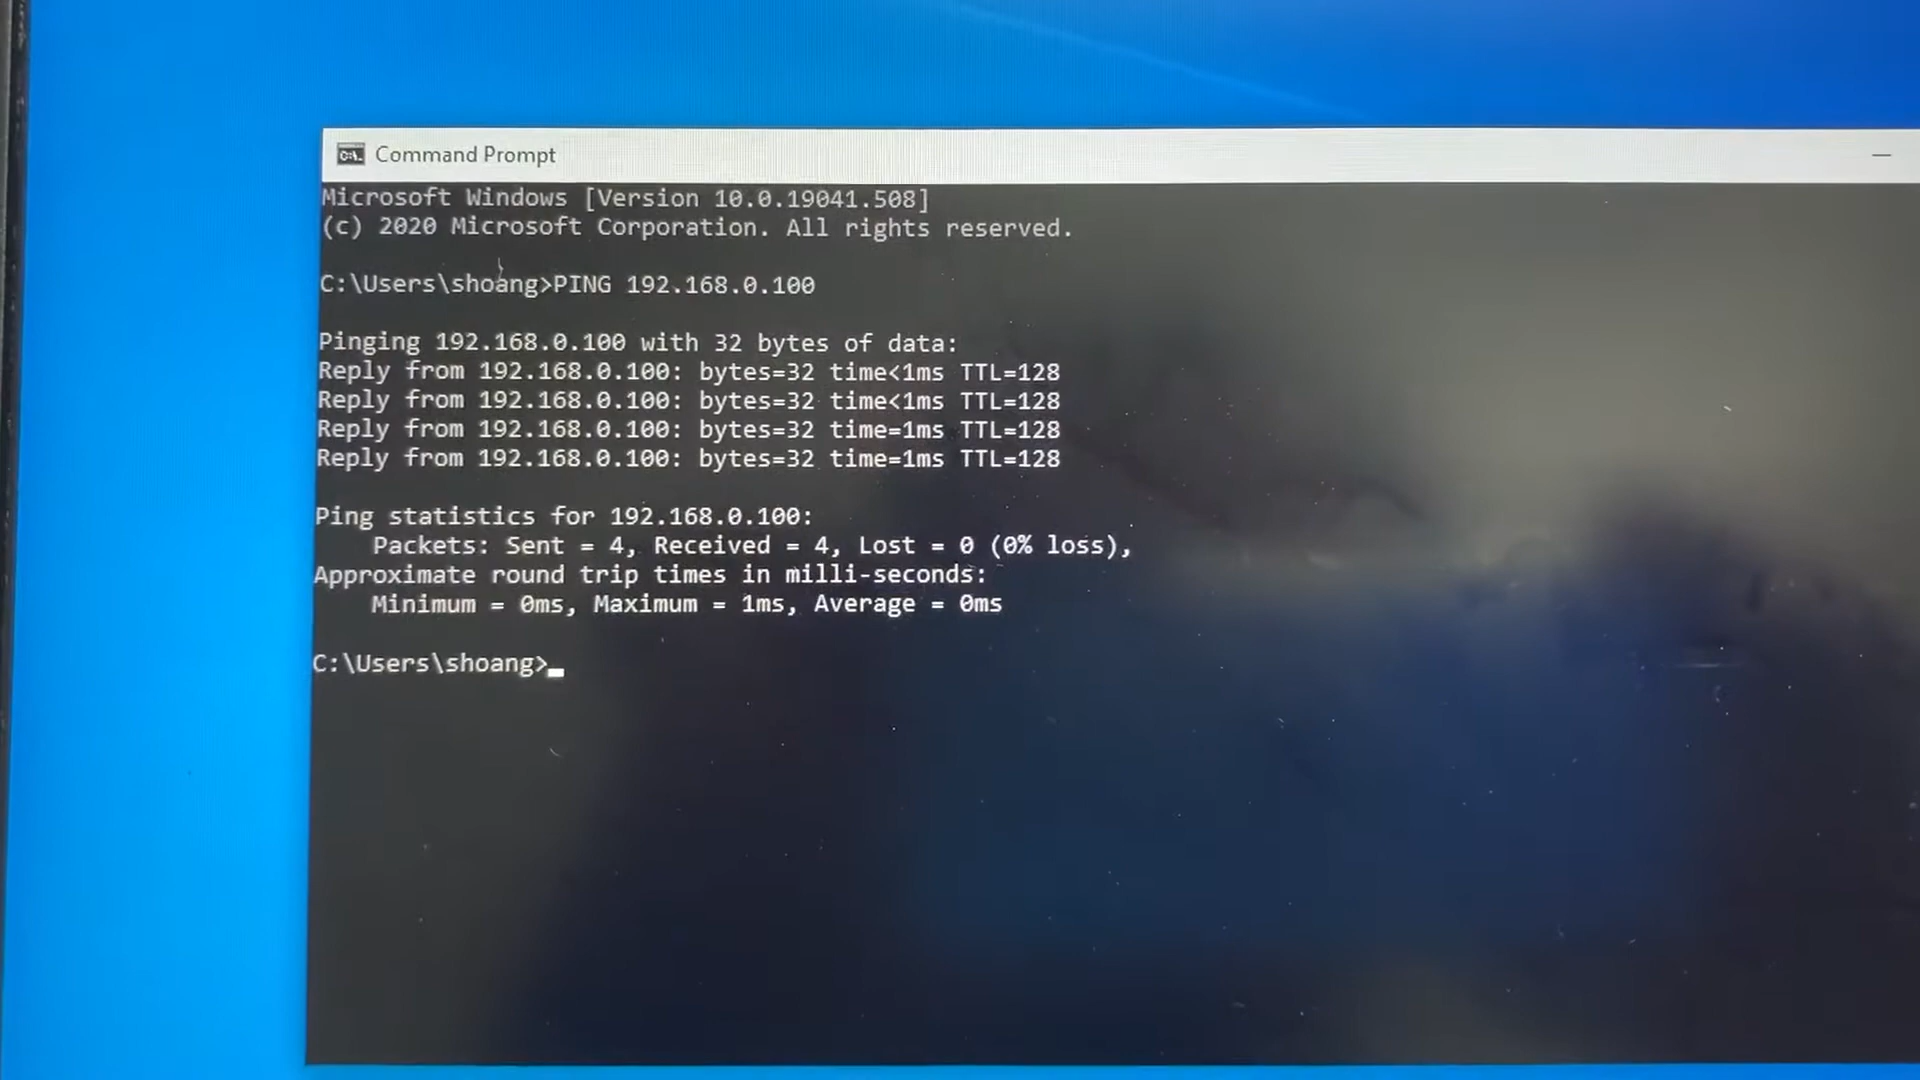 Command Prompt
Microsoft Windows [Version 10.0.19041.508]
(c) 2020 Microsoft Corporation. All rights reserved.
C:\Users\shoang>PING 192.168.0.100
Pinging 192.168.0.100 with 32 bytes of data:
Reply from 192.168.0.100: bytes=32 time<1ms TTL=128
Reply from 192.168.0.100: bytes=32 time<1ms TTL=128
Reply from 192.168.0.100: bytes=32 time=1ms TTL=128
Reply from 192.168.0.100: bytes=32 time=1ms TTL=128
Ping statistics for 192.168.0.100:
    Packets: Sent = 4, Received = 4, Lost = 0 (0% loss),
Approximate round trip times in milli-seconds:
    Minimum = 0ms, Maximum = 1ms, Average = 0ms
C:\Users\shoang>